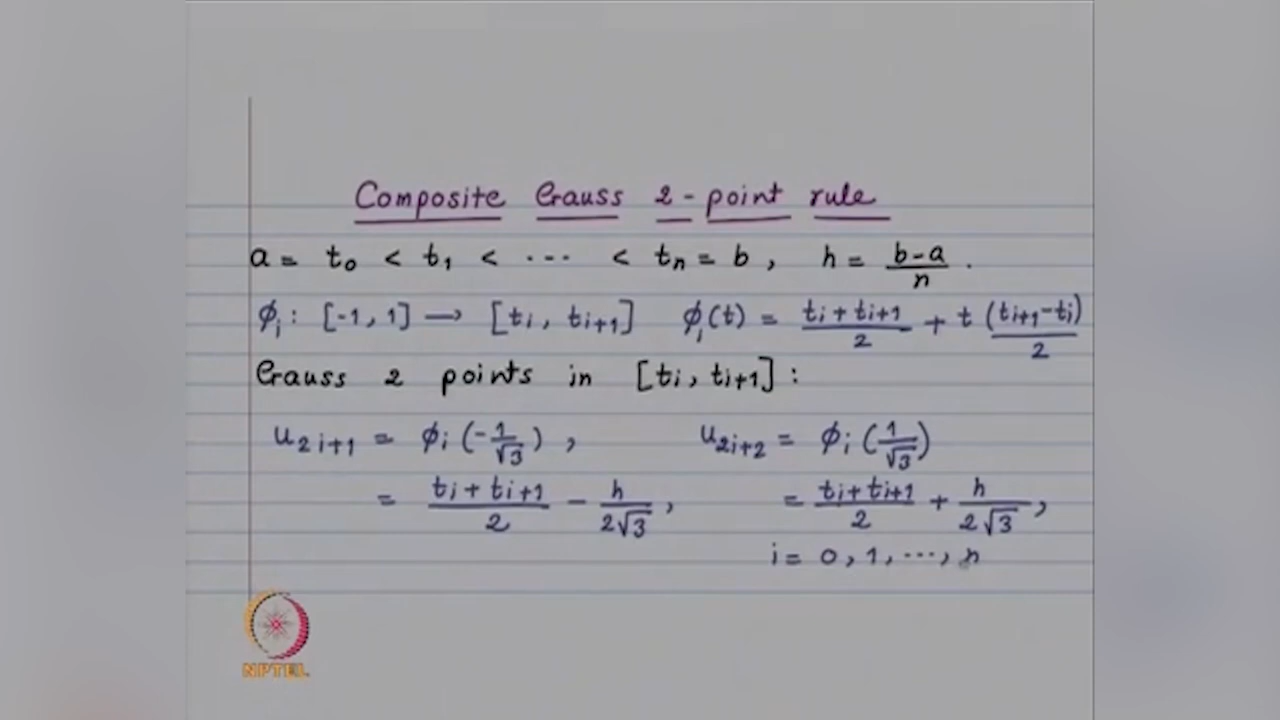 Composite Gauss 2-point rule
a = t₀ < t₁ < ... < tₙ = b, h = (b-a)/n.
ϕᵢ: [-1, 1] → [tᵢ, tᵢ₊₁] ϕᵢ(t) = (tᵢ + tᵢ₊₁)/2 + t (tᵢ₊₁-tᵢ)/2
Gauss 2 points in [tᵢ, tᵢ₊₁]:
u₂ᵢ₊₁ = ϕᵢ(-1/√3), u₂ᵢ₊₂ = ϕᵢ(1/√3)
= (tᵢ + tᵢ₊₁)/2 - h/(2√3), = (tᵢ+tᵢ₊₁)/2 + h/(2√3),
i = 0, 1, ..., n
NPTEL